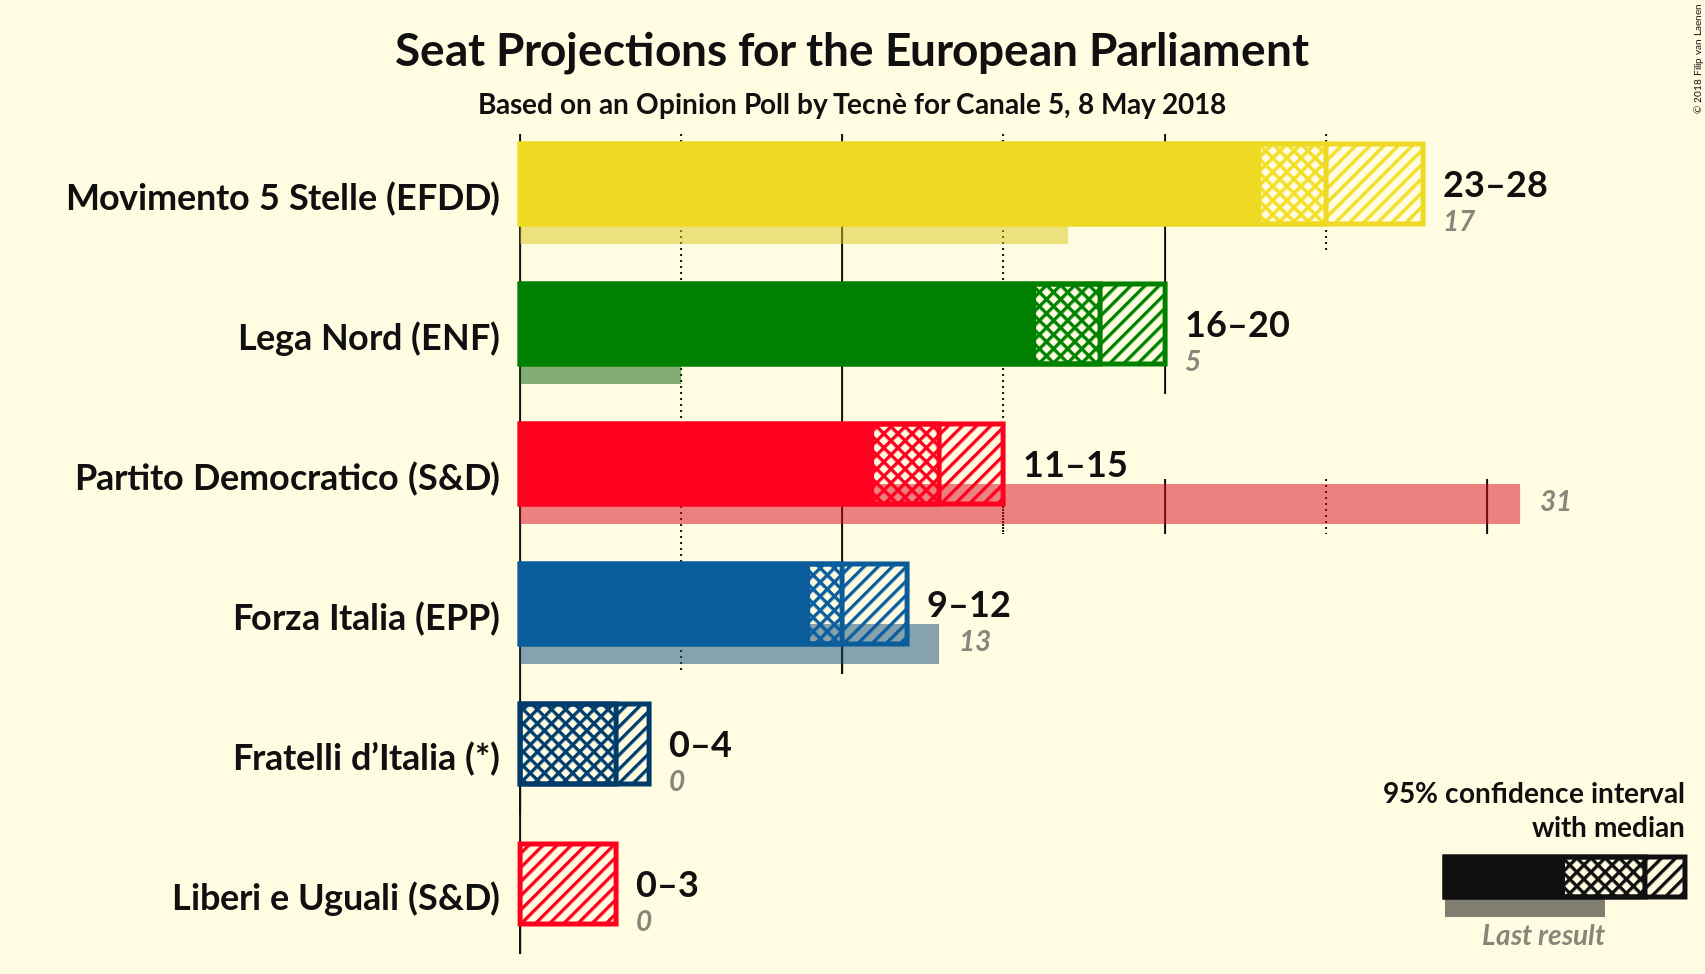 Seat Projections for the European Parliament
Based on an Opinion Poll by Tecnè for Canale 5, 8 May 2018
© 2018 Filip van Laenen
Movimento 5 Stelle (EFDD)
23–28
17
Lega Nord (ENF)
16–20
5
Partito Democratico (S&D)
11–15
31
Forza Italia (EPP)
9–12
13
Fratelli d’Italia (*)
0–4
0
Liberi e Uguali (S&D)
0–3
0
95% confidence interval
with median
Last result